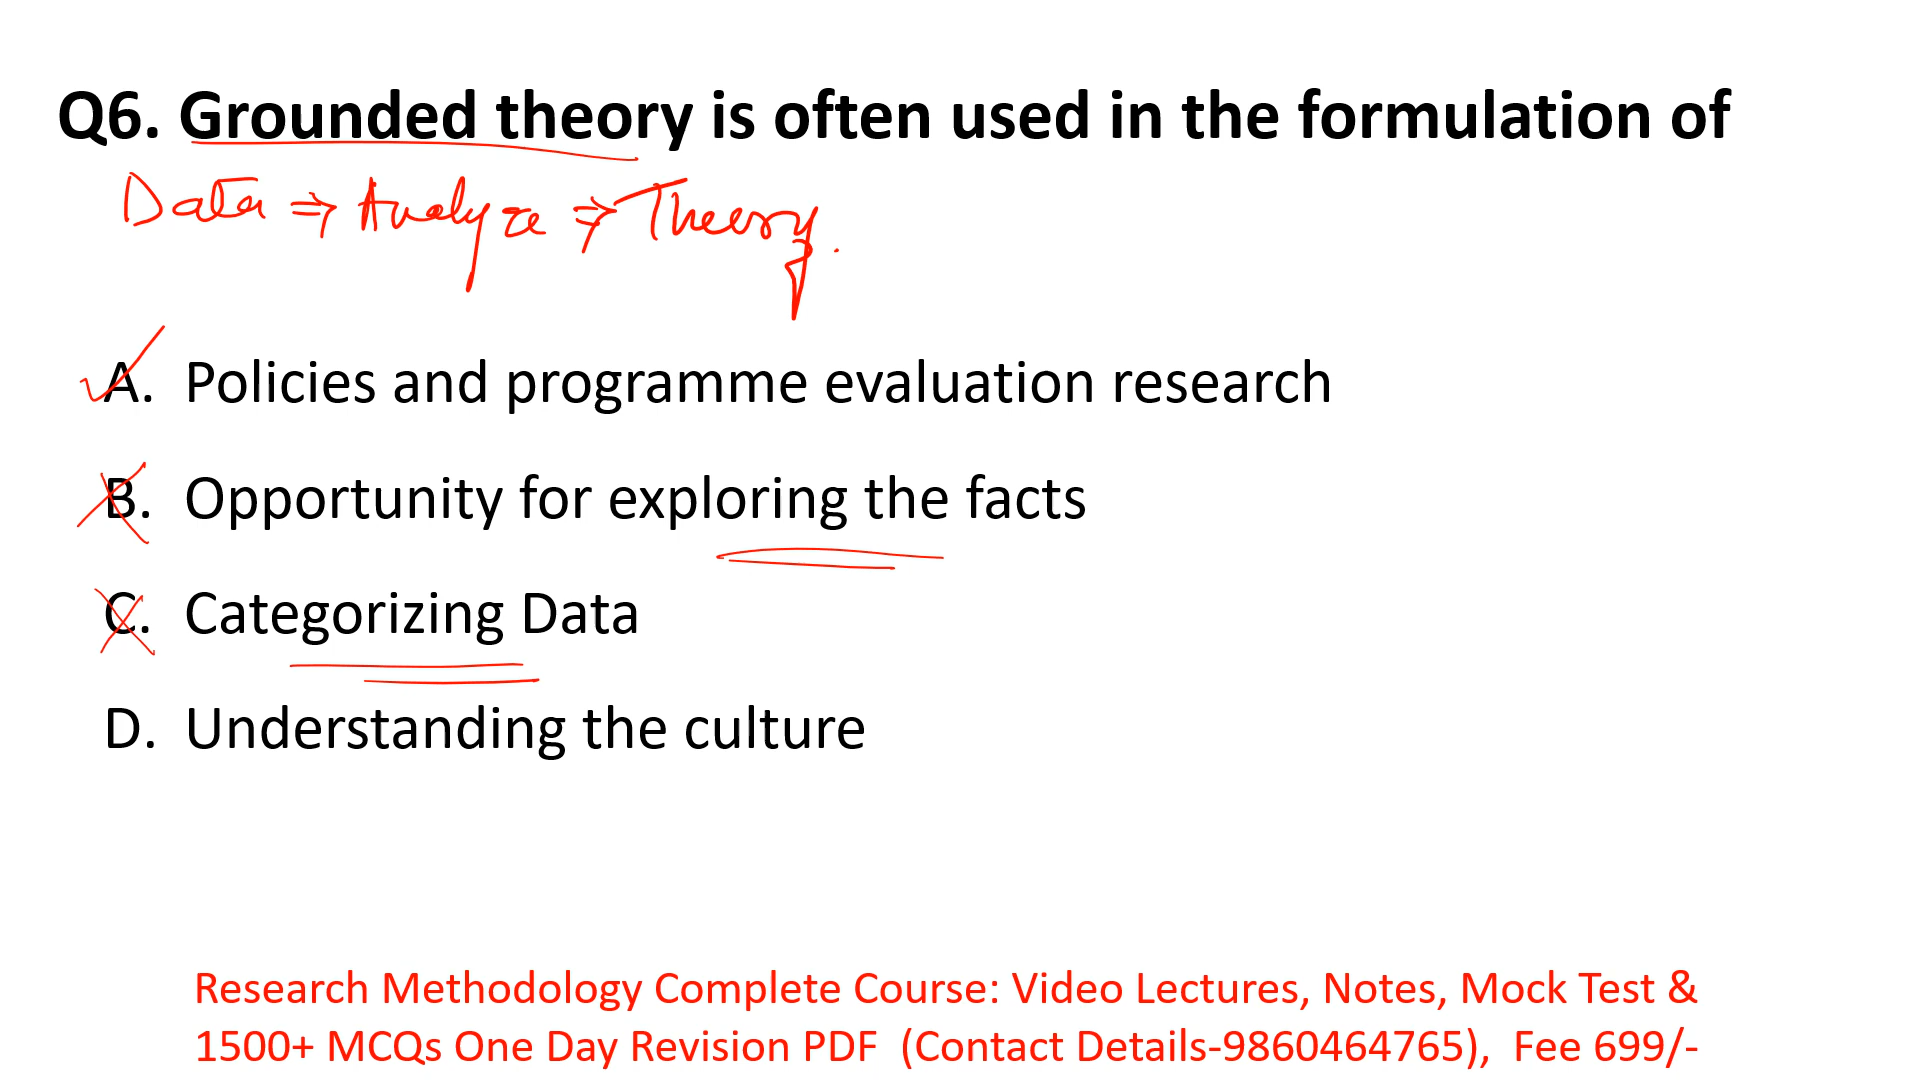 Q6. Grounded theory is often used in the formulation of
Data ⇒ Analyze ⇒ Theory.
A. Policies and programme evaluation research
B. Opportunity for exploring the facts
C. Categorizing Data
D. Understanding the culture
Research Methodology Complete Course: Video Lectures, Notes, Mock Test &
1500+ MCQs One Day Revision PDF (Contact Details-9860464765), Fee 699/-